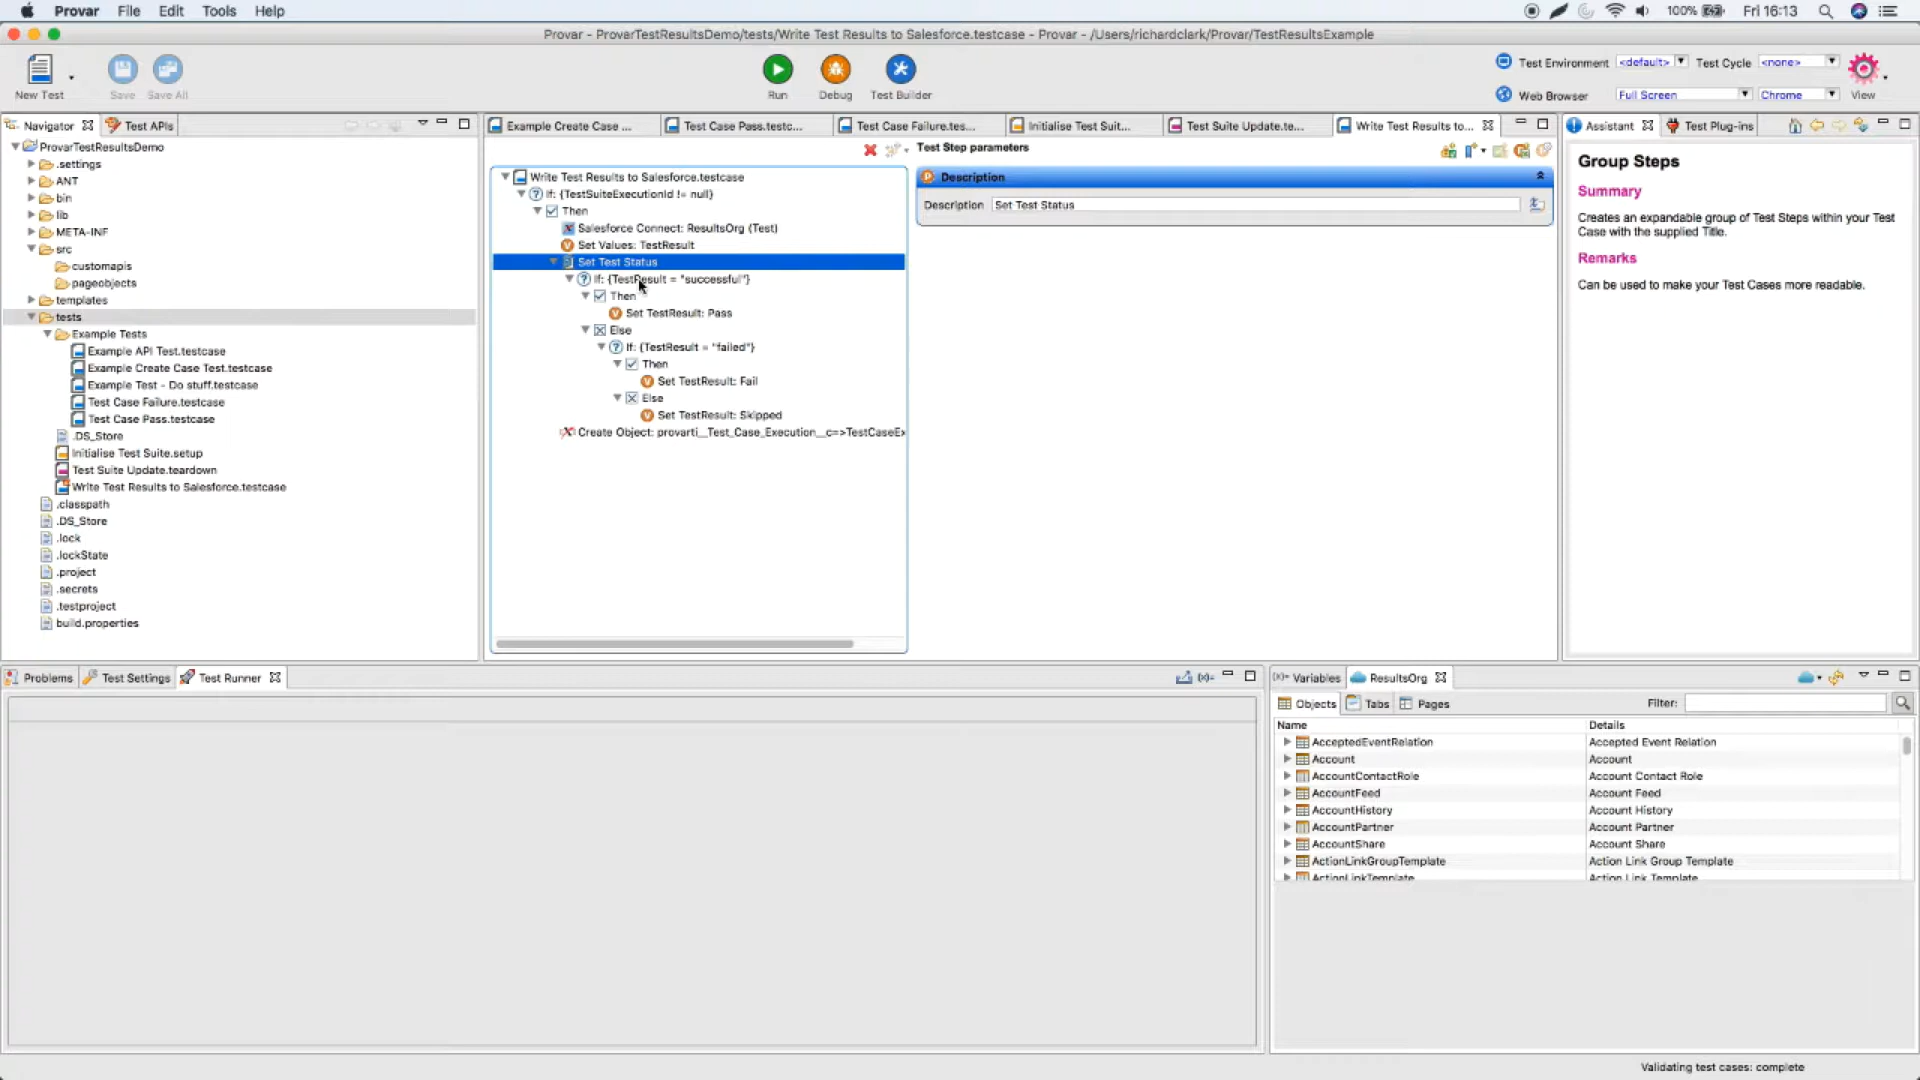 Provar File Edit Tools Help 100% Fri 16:13
Provar - ProvarTestResultsDemo/tests/Write Test Results to Salesforce.testcase - Provar - /Users/richardclark/Provar/TestResultsExample
New Test Save Save All Run Debug Test Builder
Test Environment <default> Test Cycle <none>
Web Browser Full Screen Chrome View
Navigator Test APIs
Example Create Case ... Test Case Pass.testc... Test Case Failure.tes... Initialise Test Suit... Test Suite Update.te... Write Test Results to...
Assistant Test Plug-ins
ProvarTestResultsDemo
.settings
ANT
bin
lib
META-INF
src
customapis
pageobjects
templates
tests
Example Tests
Example API Test.testcase
Example Create Case Test.testcase
Example Test - Do stuff.testcase
Test Case Failure.testcase
Test Case Pass.testcase
.DS_Store
Initialise Test Suite.setup
Test Suite Update.teardown
Write Test Results to Salesforce.testcase
.classpath
.DS_Store
.lock
.lockState
.project
.secrets
.testproject
build.properties
Write Test Results to Salesforce.testcase
If: {TestSuiteExecutionId != null}
Then
Salesforce Connect: ResultsOrg (Test)
Set Values: TestResult
Set Test Status
If: {TestResult = "successful"}
Then
Set TestResult: Pass
Else
If: {TestResult = "failed"}
Then
Set TestResult: Fail
Else
Set TestResult: Skipped
Create Object: provarti__Test_Case_Execution__c=>TestCaseEx
Test Step parameters
Description
Description Set Test Status
Group Steps
Summary
Creates an expandable group of Test Steps within your Test
Case with the supplied Title.
Remarks
Can be used to make your Test Cases more readable.
Problems Test Settings Test Runner
Variables ResultsOrg
Objects Tabs Pages Filter:
Name Details
AcceptedEventRelation Accepted Event Relation
Account Account
AccountContactRole Account Contact Role
AccountFeed Account Feed
AccountHistory Account History
AccountPartner Account Partner
AccountShare Account Share
ActionLinkGroupTemplate Action Link Group Template
ActionLinkTemplate Action Link Template
Validating test cases: complete